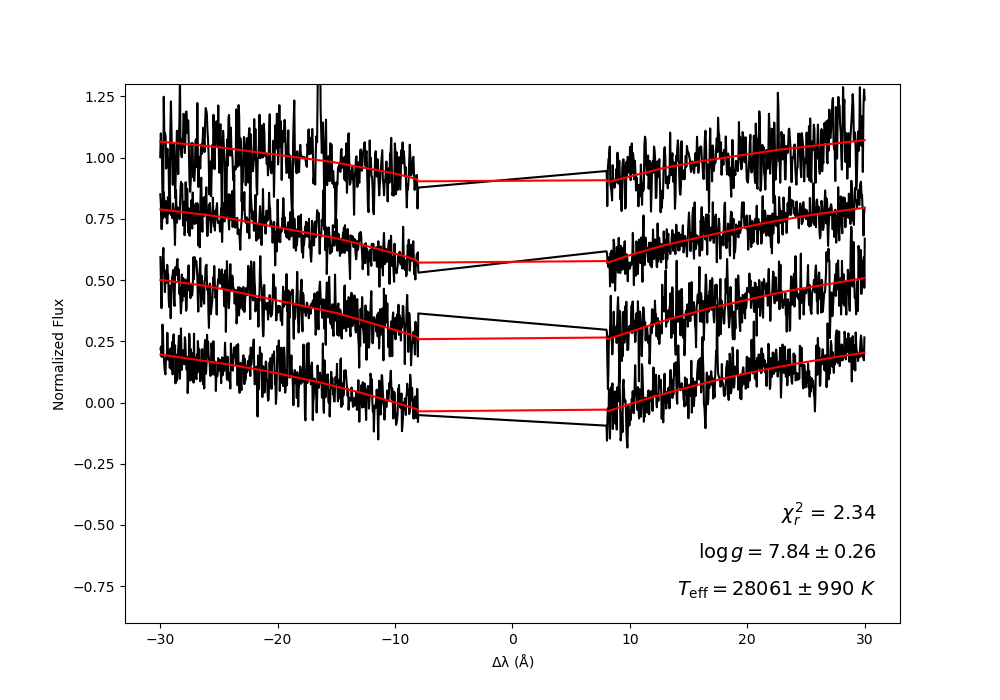 1.25
1.00
0.75
0.50
0.25
0.00
−0.25
−0.50
−0.75
Normalized Flux
χ²ᵣ = 2.34
log g = 7.84 ± 0.26
T_eff = 28061 ± 990 K
−30 −20 −10 0 10 20 30
Δλ (Å)